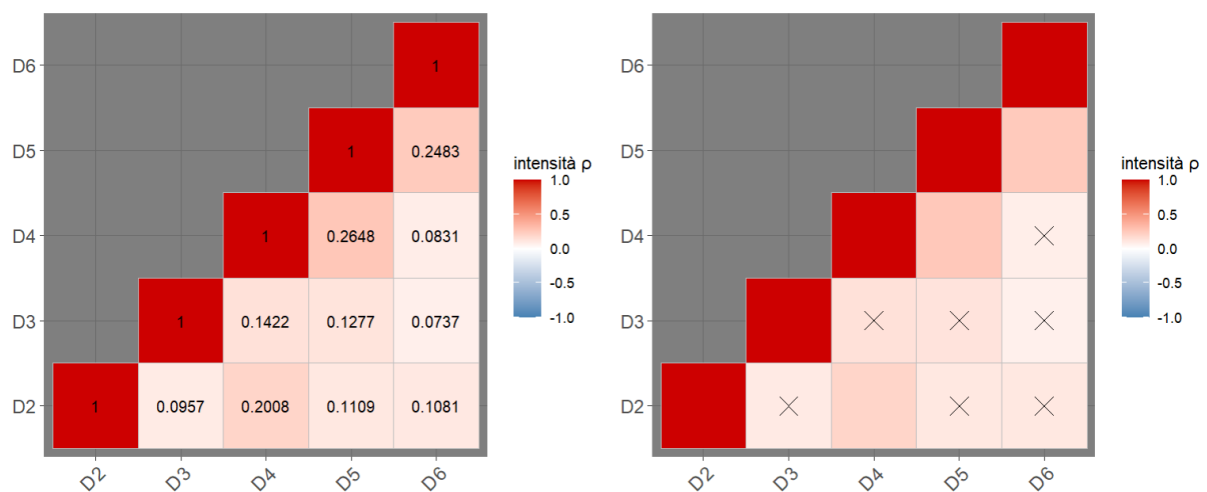 D6
1
D5
1
0.2483
D4
1
0.2648
0.0831
D3
1
0.1422
0.1277
0.0737
D2
1
0.0957
0.2008
0.1109
0.1081
D2
D3
D4
D5
D6
intensità ρ
1.0
0.5
0.0
-0.5
-1.0
D6
D5
D4
D3
D2
D2
D3
D4
D5
D6
intensità ρ
1.0
0.5
0.0
-0.5
-1.0